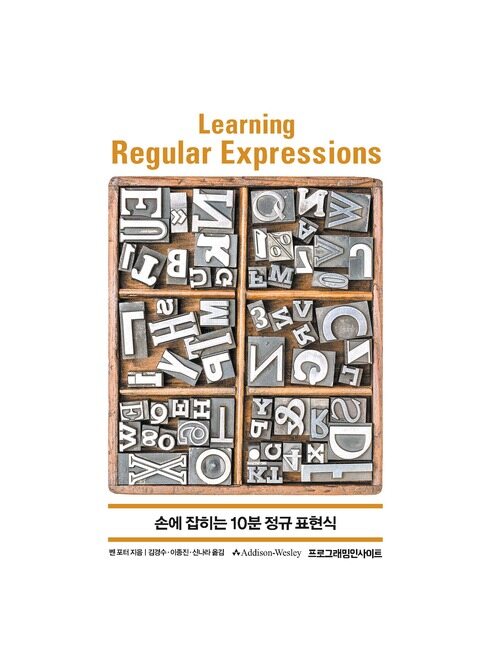 Learning
Regular Expressions
손에 잡히는 10분 정규 표현식
벤 포터 지음 | 김경수·이종진·신나라 옮김 Addison-Wesley 프로그래밍인사이트